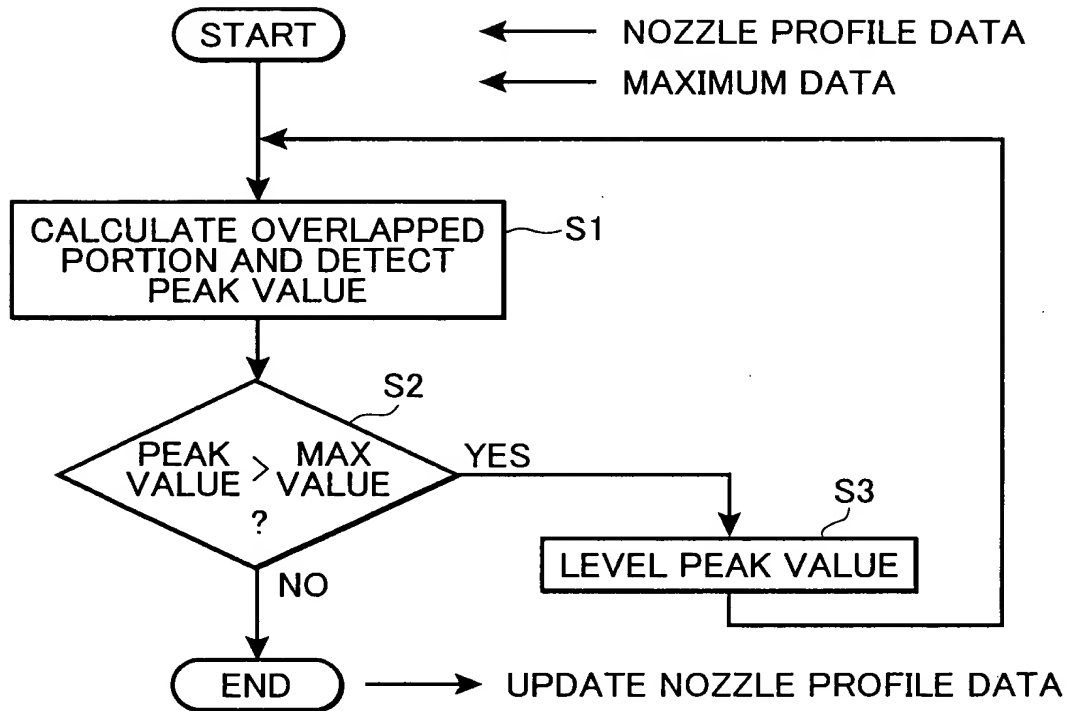 START
NOZZLE PROFILE DATA
MAXIMUM DATA
CALCULATE OVERLAPPED
PORTION AND DETECT
PEAK VALUE
S1
S2
PEAK VALUE > MAX VALUE
?
YES
NO
S3
LEVEL PEAK VALUE
END
UPDATE NOZZLE PROFILE DATA